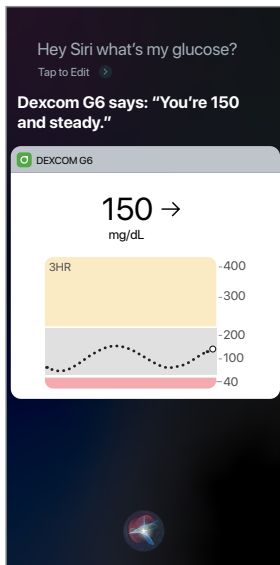 Hey Siri what's my glucose?
Tap to Edit
Dexcom G6 says: “You’re 150
and steady.”
DEXCOM G6
150
mg/dL
3HR
400
300
200
100
40